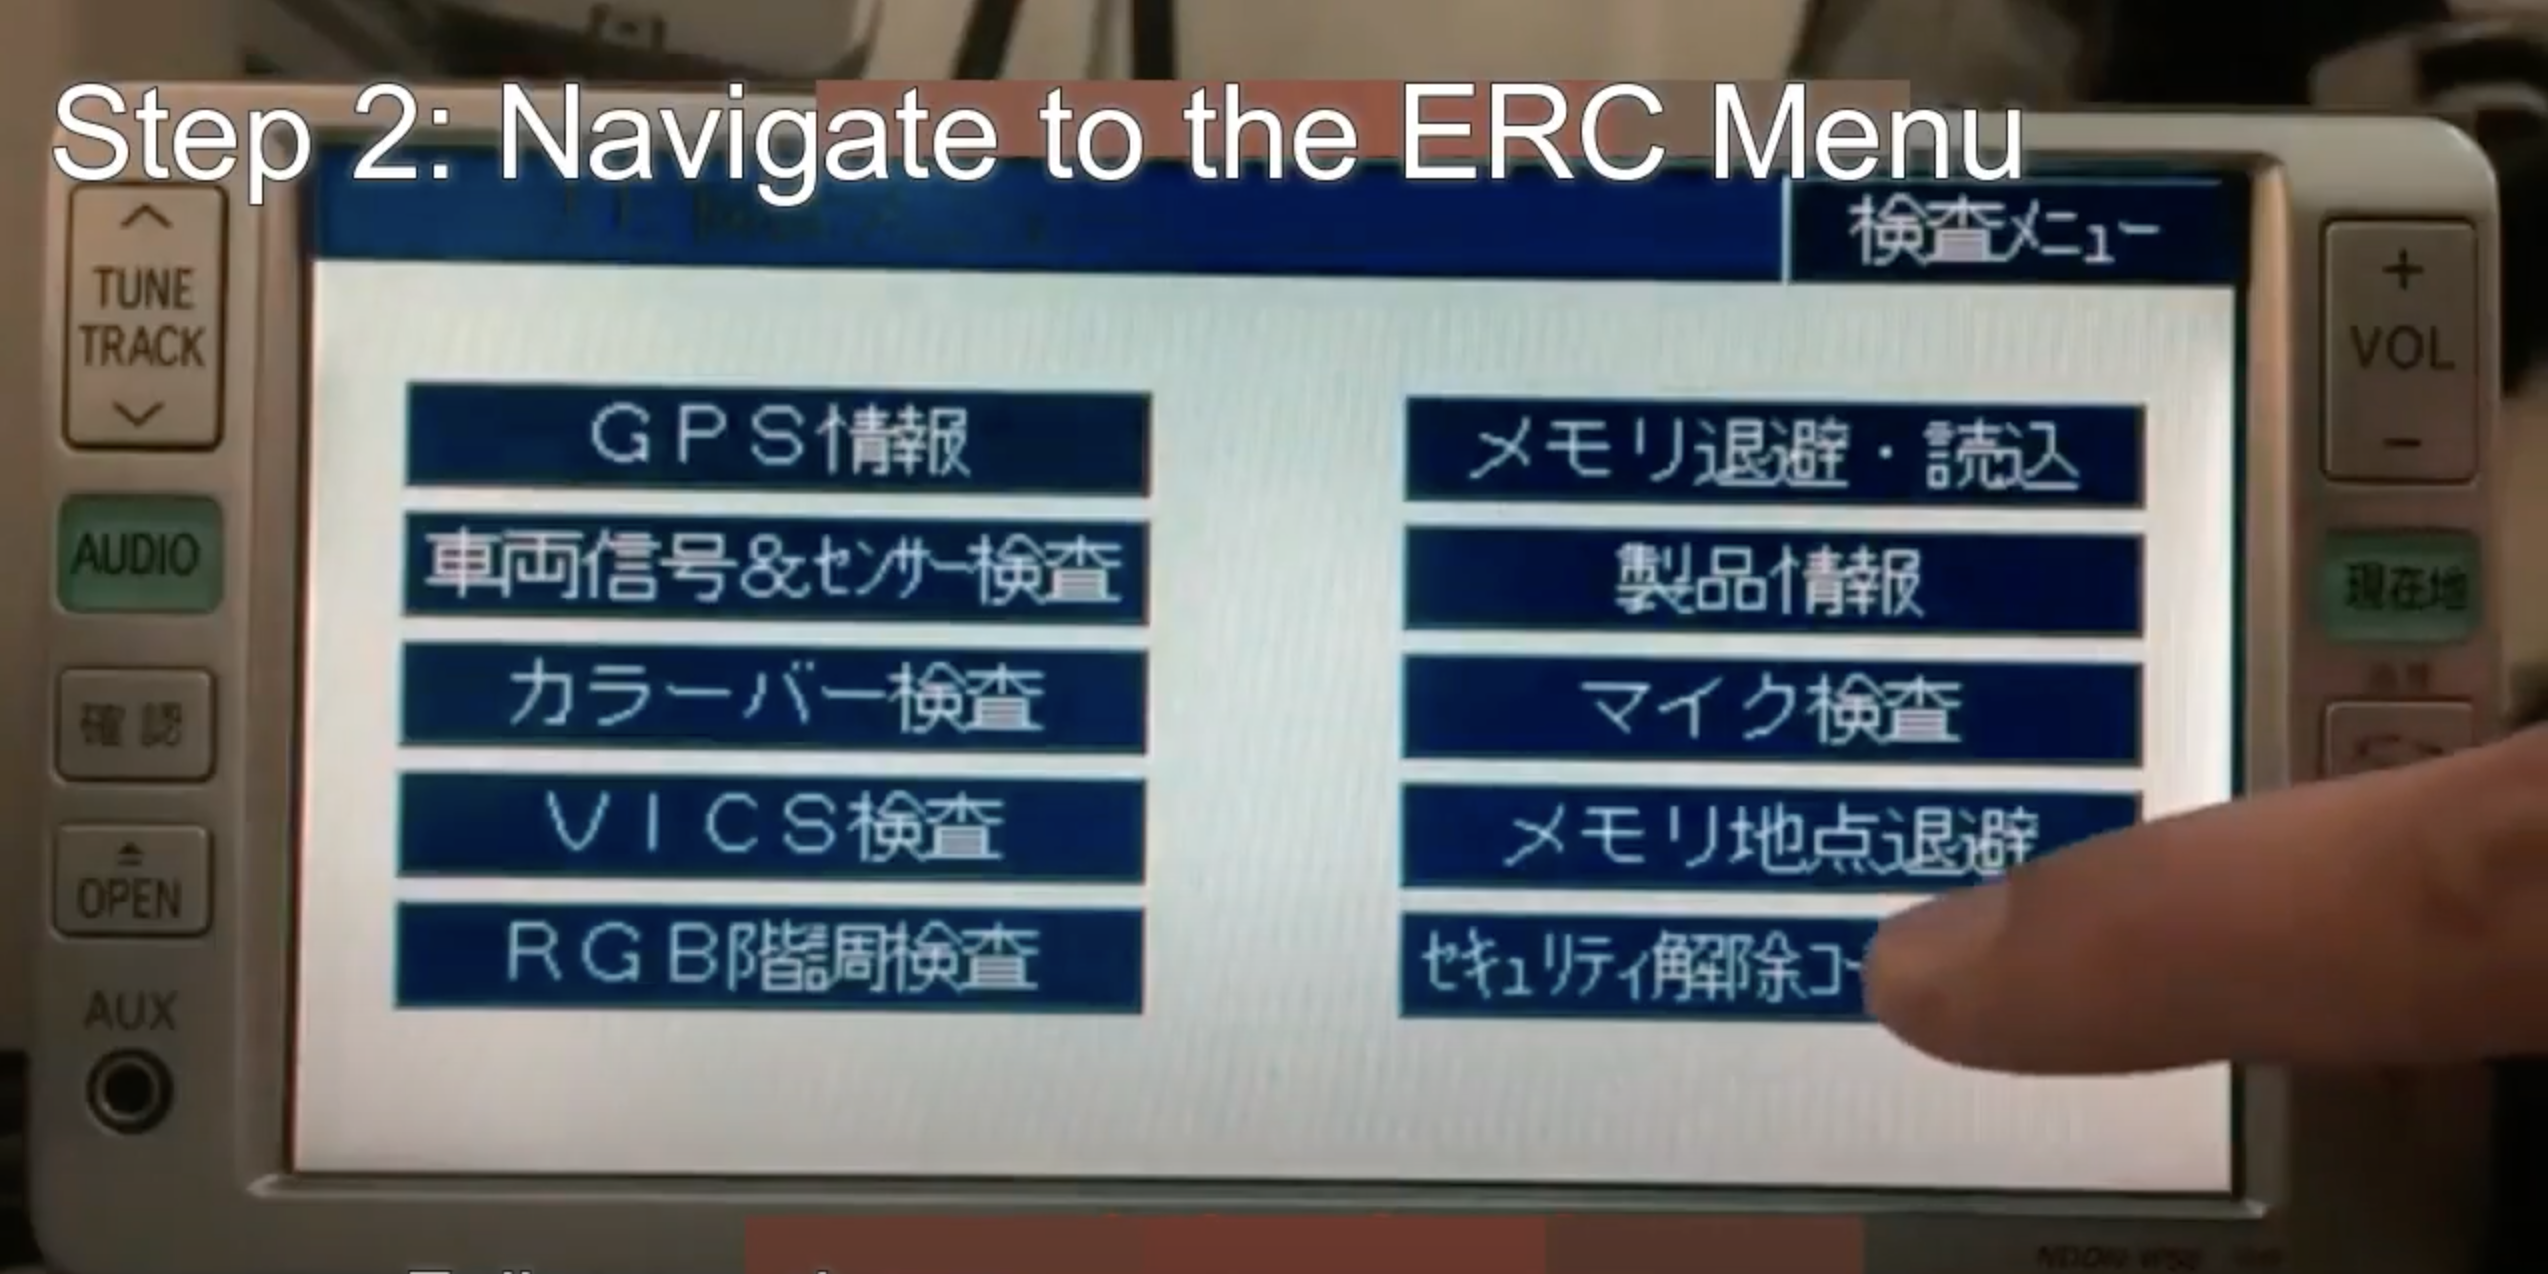 Step 2: Navigate to the ERC Menu
検査メニュー
TUNE
TRACK
AUDIO
確認
OPEN
AUX
GPS情報
車両信号&センサー検査
カラーバー検査
VICS検査
RGB階調検査
メモリ退避・読込
製品情報
マイク検査
メモリ地点退避
セキュリティ解除コー
+
VOL
-
現在地